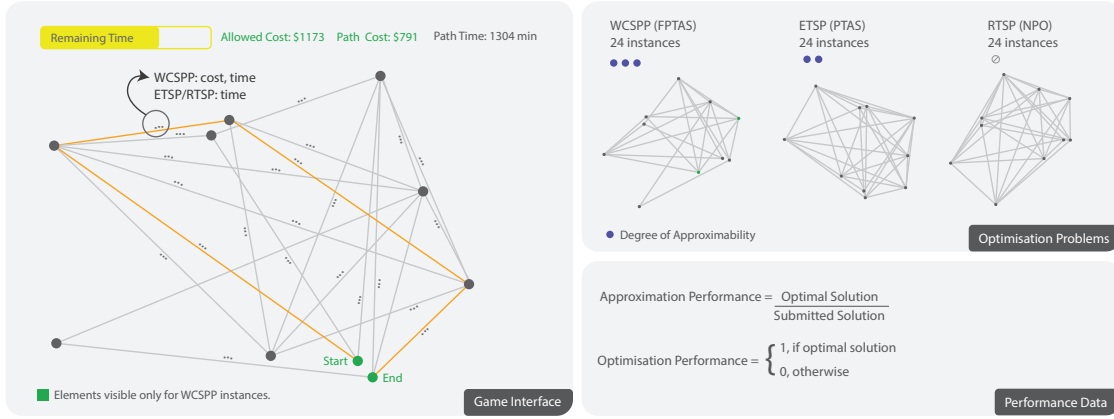 Remaining Time
Allowed Cost: $1173 Path Cost: $791 Path Time: 1304 min
WCSPP: cost, time
ETSP/RTSP: time
Start
End
Elements visible only for WCSPP instances.
Game Interface
WCSPP (FPTAS)
24 instances
ETSP (PTAS)
24 instances
RTSP (NPO)
24 instances
Degree of Approximability
Optimisation Problems
Approximation Performance = Optimal Solution
Submitted Solution
Optimisation Performance = { 1, if optimal solution
0, otherwise
Performance Data